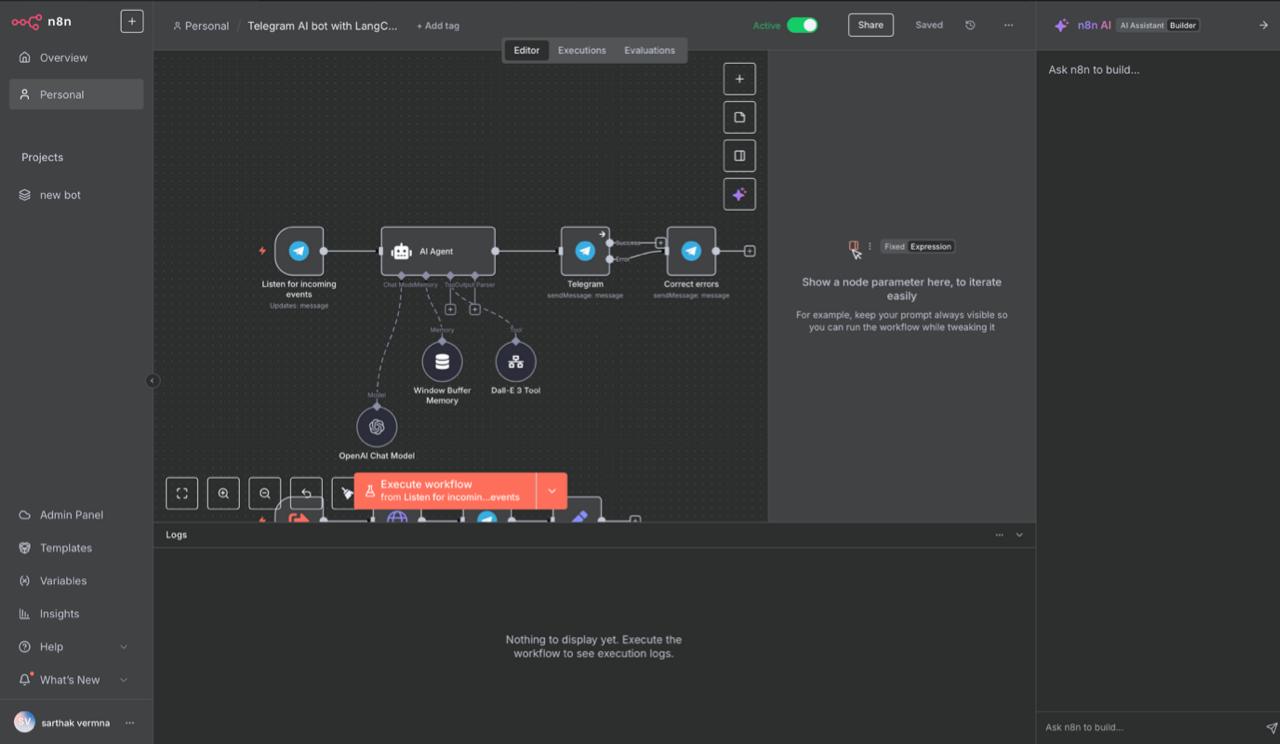 n8n
Overview
Personal
Projects
new bot
Admin Panel
Templates
Variables
Insights
Help
What's New
SV
sarthak vermna
Personal / Telegram AI bot with LangC... + Add tag
Active
Share
Saved
Editor
Executions
Evaluations
Listen for incoming
events
Updates: message
AI Agent
Chat Model
Memory
Tool
Output Parser
Success
Error
Telegram
sendMessage: message
Correct errors
sendMessage: message
Memory
Tool
Window Buffer
Memory
Dall-E 3 Tool
Model
OpenAI Chat Model
Execute workflow
from Listen for incomin...events
Fixed Expression
Show a node parameter here, to iterate
easily
For example, keep your prompt always visible so
you can run the workflow while tweaking it
Logs
Nothing to display yet. Execute the
workflow to see execution logs.
n8n AI
AI Assistant Builder
Ask n8n to build...
Ask n8n to build...